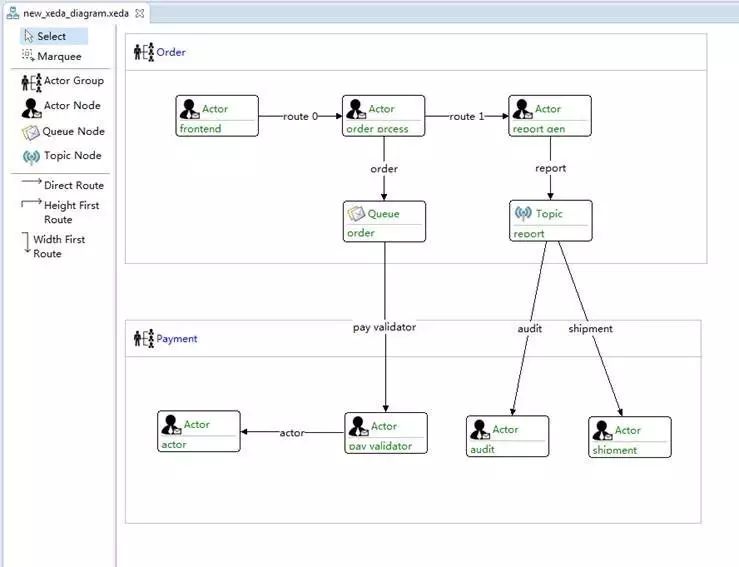 new_xeda_diagram.xeda
Select
Marquee
Actor Group
Actor Node
Queue Node
Topic Node
Direct Route
Height First
Route
Width First
Route
Order
Actor
frontend
route 0
Actor
order prcess
route 1
Actor
report gen
order
report
Queue
order
Topic
report
pay validator
audit
shipment
Payment
Actor
actor
actor
Actor
pay validator
Actor
audit
Actor
shipment